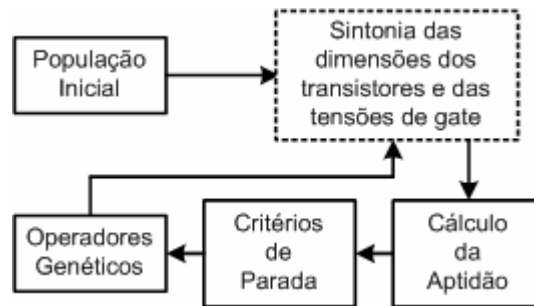 População
Inicial
Sintonia das
dimensões dos
transistores e das
tensões de gate
Operadores
Genéticos
Critérios
de
Parada
Cálculo
da
Aptidão